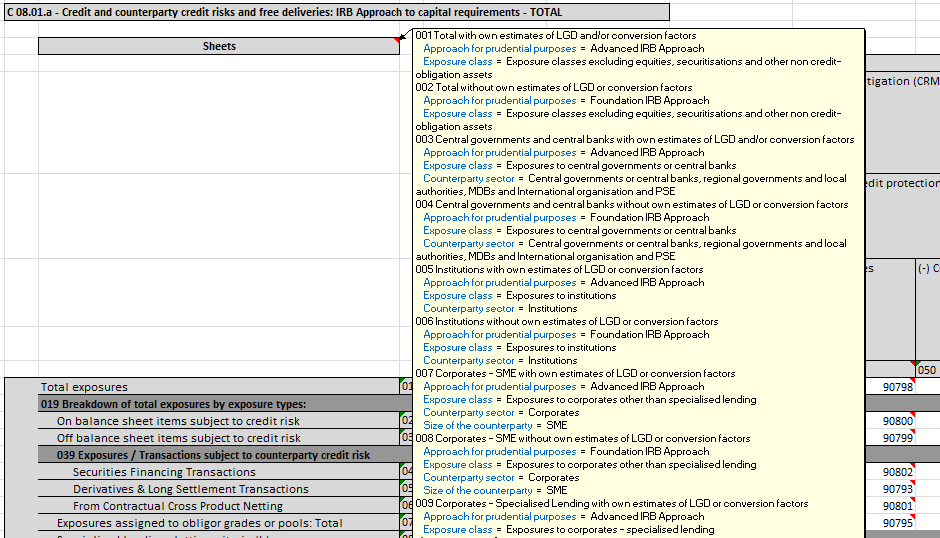 C 08.01.a - Credit and counterparty credit risks and free deliveries: IRB Approach to capital requirements - TOTAL
Sheets
001 Total with own estimates of LGD and/or conversion factors
Approach for prudential purposes = Advanced IRB Approach
Exposure class = Exposure classes excluding equities, securitisations and other non credit-
obligation assets
002 Total without own estimates of LGD or conversion factors
Approach for prudential purposes = Foundation IRB Approach
Exposure class = Exposure classes excluding equities, securitisations and other non credit-
obligation assets
003 Central governments and central banks with own estimates of LGD and/or conversion factors
Approach for prudential purposes = Advanced IRB Approach
Exposure class = Exposures to central governments or central banks
Counterparty sector = Central governments or central banks, regional governments and local
authorities, MDBs and International organisation and PSE
004 Central governments and central banks without own estimates of LGD or conversion factors
Approach for prudential purposes = Foundation IRB Approach
Exposure class = Exposures to central governments or central banks
Counterparty sector = Central governments or central banks, regional governments and local
authorities, MDBs and International organisation and PSE
005 Institutions with own estimates of LGD or conversion factors
Approach for prudential purposes = Advanced IRB Approach
Exposure class = Exposures to institutions
Counterparty sector = Institutions
006 Institutions without own estimates of LGD or conversion factors
Approach for prudential purposes = Foundation IRB Approach
Exposure class = Exposures to institutions
Counterparty sector = Institutions
007 Corporates - SME with own estimates of LGD or conversion factors
Approach for prudential purposes = Advanced IRB Approach
Exposure class = Exposures to corporates other than specialised lending
Counterparty sector = Corporates
Size of the counterparty = SME
008 Corporates - SME without own estimates of LGD or conversion factors
Approach for prudential purposes = Foundation IRB Approach
Exposure class = Exposures to corporates other than specialised lending
Counterparty sector = Corporates
Size of the counterparty = SME
009 Corporates - Specialised Lending with own estimates of LGD or conversion factors
Approach for prudential purposes = Advanced IRB Approach
Exposure class = Exposures to corporates - specialised lending
tigation (CRM
edit protection
es
(-) C
050
Total exposures 01 90798
019 Breakdown of total exposures by exposure types:
On balance sheet items subject to credit risk 02 90800
Off balance sheet items subject to credit risk 03 90799
039 Exposures / Transactions subject to counterparty credit risk
Securities Financing Transactions 04 90802
Derivatives & Long Settlement Transactions 05 90793
From Contractual Cross Product Netting 06 90801
Exposures assigned to obligor grades or pools: Total 07 90795